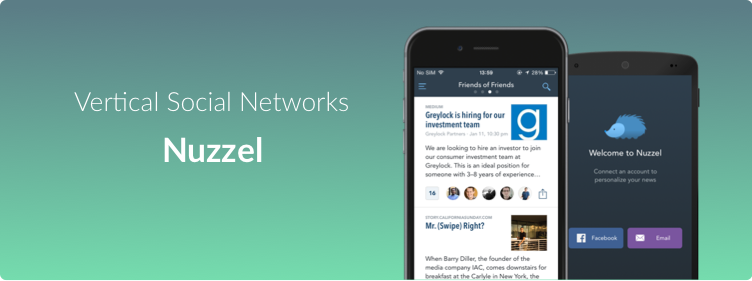 Vertical Social Networks
Nuzzel
No SIM
13:59
28%
Friends of Friends
MEDIUM
Greylock is hiring for our
investment team
Greylock Partners · Jan 11, 10:30 pm
We are looking to hire an investor to join
our consumer investment team at
Greylock. This is an ideal position for
someone with 3–8 years of experience...
16
STORY.CALIFORNIASUNDAY.COM
Mr. (Swipe) Right?
When Barry Diller, the founder of the
media company IAC, comes downstairs for
breakfast at the Carlyle in New York, the
g
Welcome to Nuzzel
Connect an account to
personalize your news
Facebook
Email